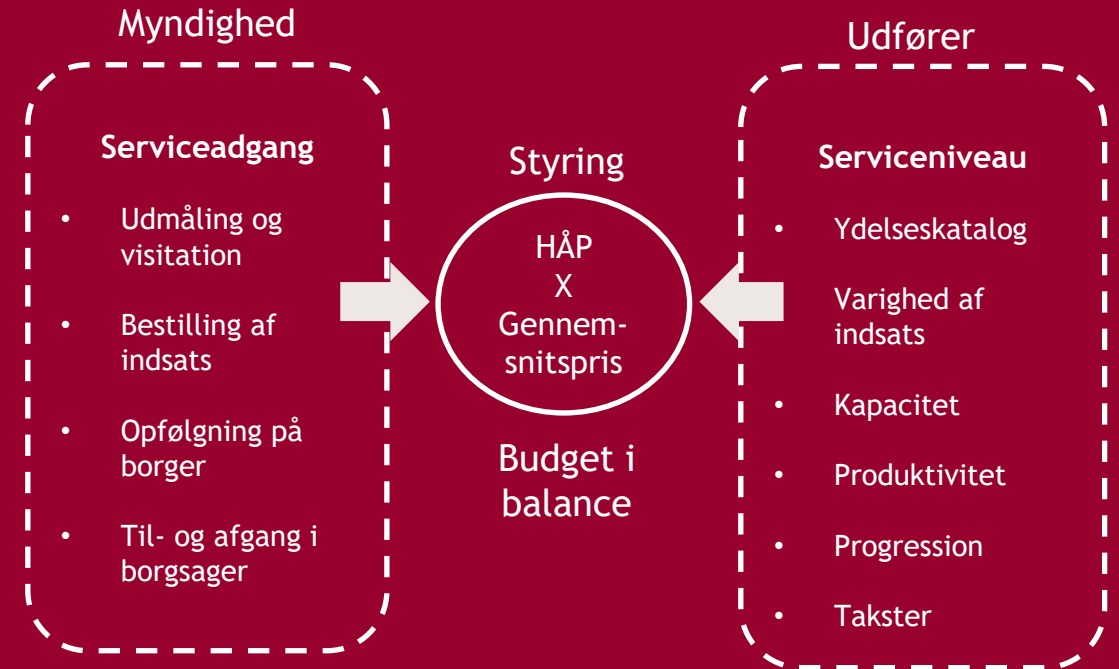 Myndighed
Serviceadgang
• Udmåling og
visitation
• Bestilling af
indsats
• Opfølgning på
borger
• Til- og afgang i
borgsager
Styring
HÅP
X
Gennem-
snitspris
Budget i
balance
Udfører
Serviceniveau
• Ydelseskatalog
• Varighed af
indsats
• Kapacitet
• Produktivitet
• Progression
• Takster